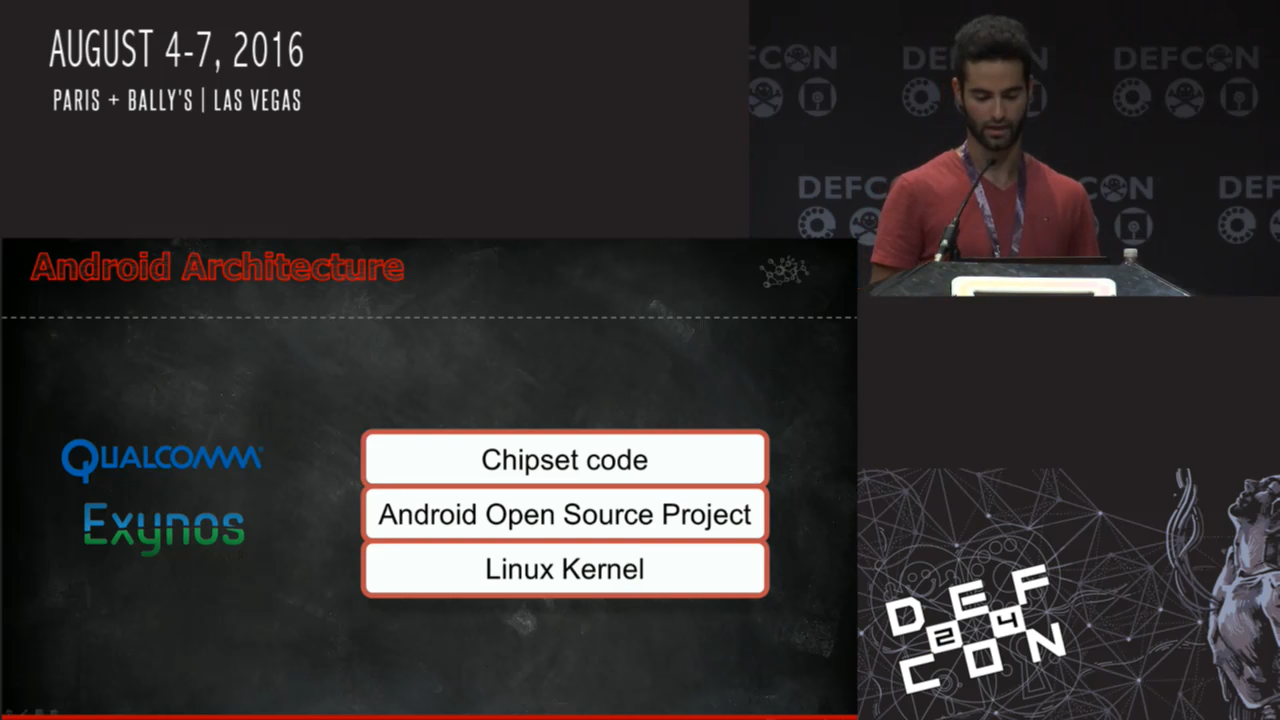 AUGUST 4-7, 2016
PARIS + BALLY'S | LAS VEGAS
DEFCON
DEFCON
DEFCON
DEFCON
Android Architecture
QUALCOMM
Exynos
Chipset code
Android Open Source Project
Linux Kernel
DEF
24
CON